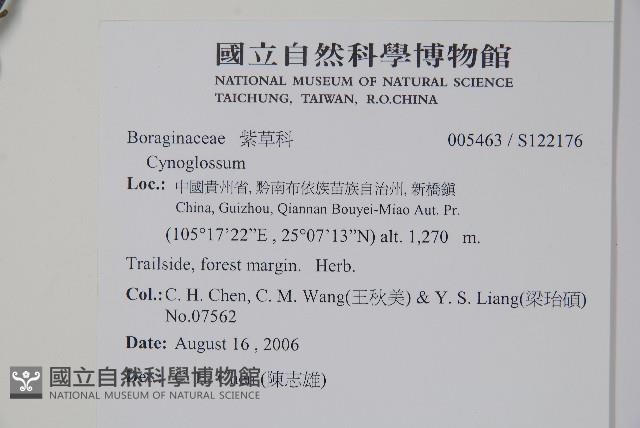 國立自然科學博物館
NATIONAL MUSEUM OF NATURAL SCIENCE
TAICHUNG, TAIWAN, R.O.CHINA
Boraginaceae 紫草科 005463 / S122176
Cynoglossum
Loc.: 中國貴州省, 黔南布依族苗族自治州, 新橋鎮
China, Guizhou, Qiannan Bouyei-Miao Aut. Pr.
(105°17'22”E , 25°07'13”N) alt. 1,270 m.
Trailside, forest margin. Herb.
Col.: C. H. Chen, C. M. Wang(王秋美) & Y. S. Liang(梁珆碩)
No.07562
Date: August 16 , 2006
(陳志雄)
國立自然科學博物館
NATIONAL MUSEUM OF NATURAL SCIENCE